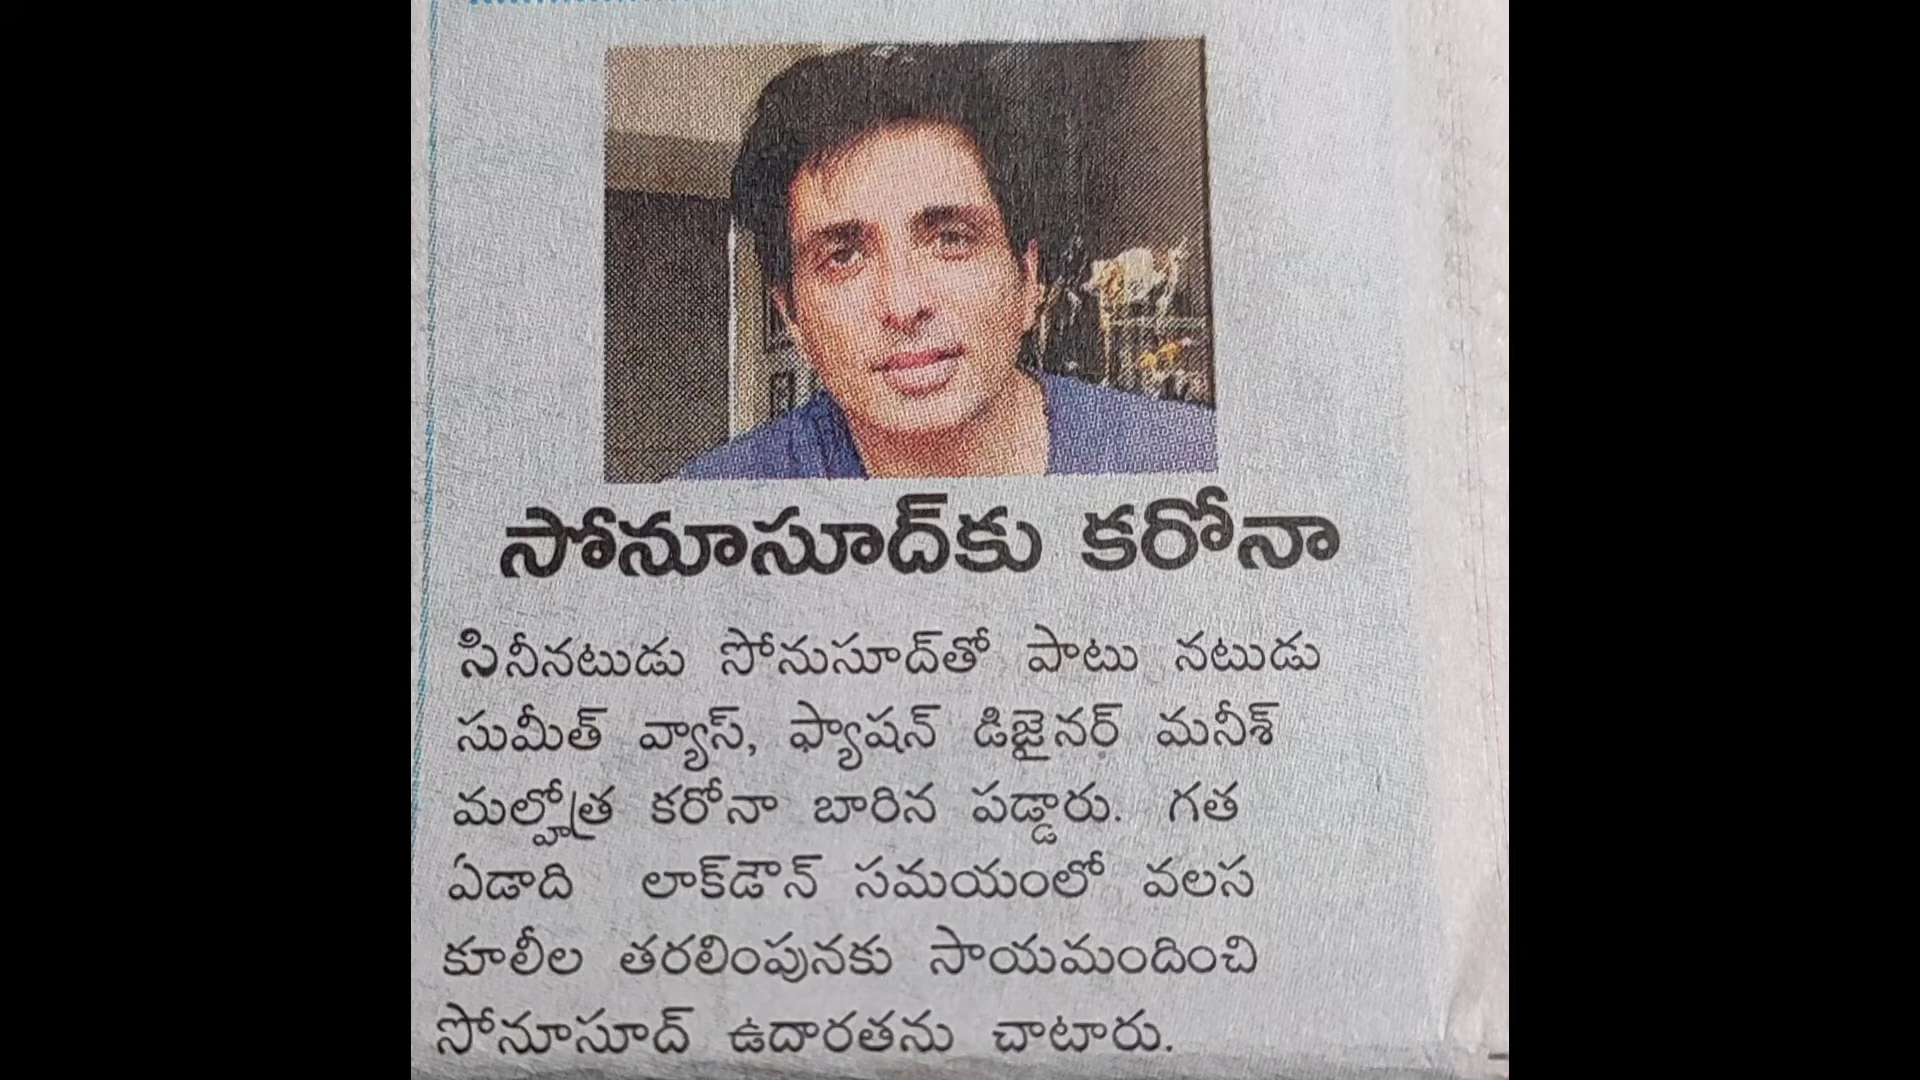 సోనూసూద్‌కు కరోనా
సినీనటుడు సోనుసూద్‌తో పాటు నటుడు
సుమీత్ వ్యాస్, ఫ్యాషన్ డిజైనర్ మనీశ్
మల్హోత్ర కరోనా బారిన పడ్డారు. గత
ఏడాది లాక్‌డౌన్ సమయంలో వలస
కూలీల తరలింపునకు సాయమందించి
సోనూసూద్ ఉదారతను చాటారు.